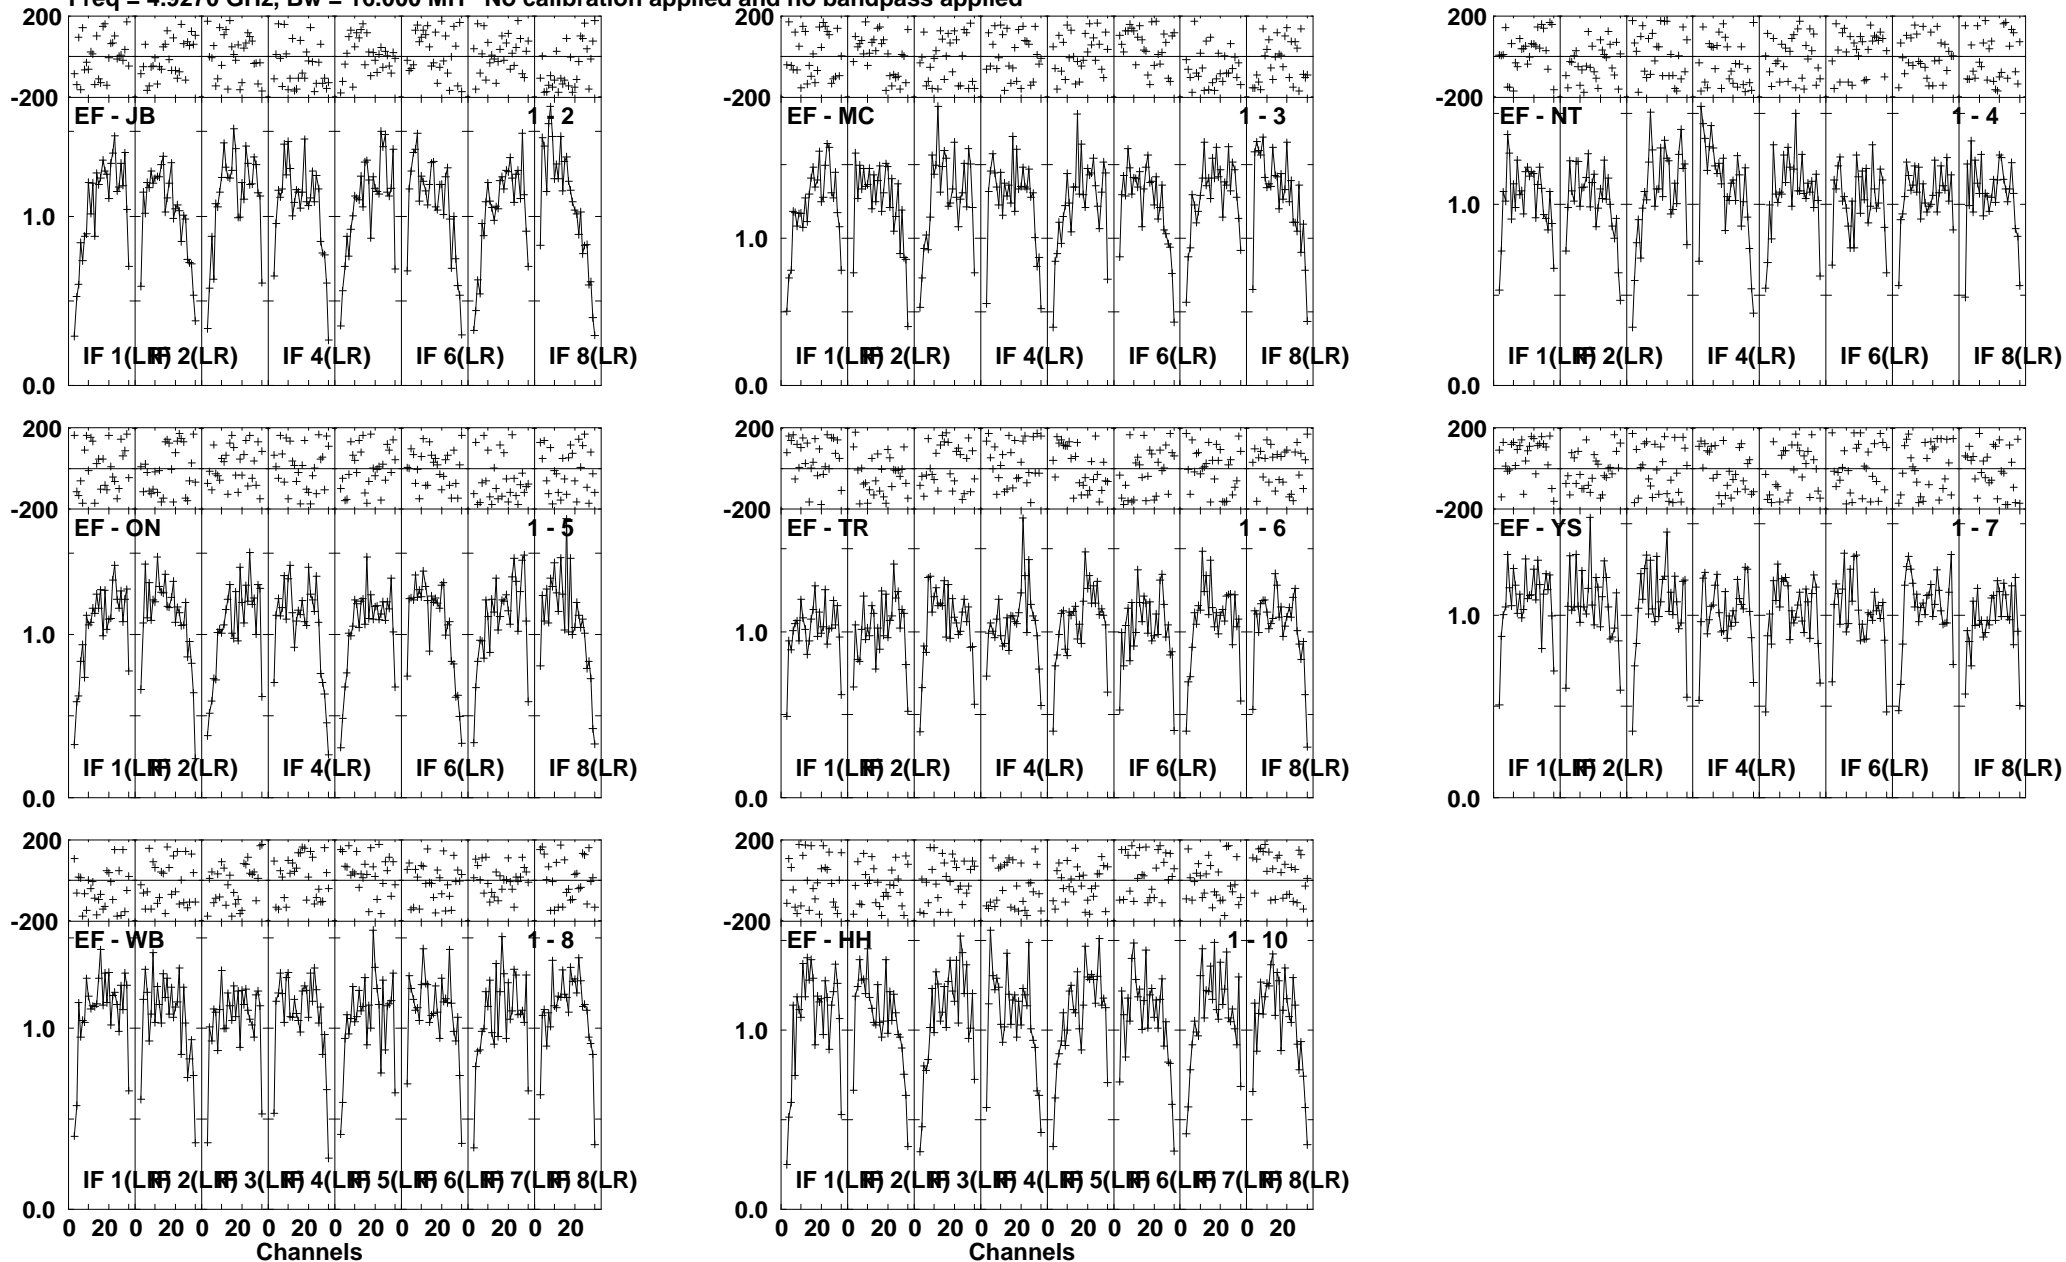 Freq = 4.9270 GHz, Bw = 16.000 MH No calibration applied and no bandpass applied
200 200 200
-200 -200 -200
EF - JB 1 - 2 EF - MC 1 - 3 EF - NT 1 - 4
1.0 1.0 1.0
IF 1(LR) IF 2(LR) IF 4(LR) IF 6(LR) IF 8(LR) IF 1(LR) IF 2(LR) IF 4(LR) IF 6(LR) IF 8(LR) IF 1(LR) IF 2(LR) IF 4(LR) IF 6(LR) IF 8(LR)
0.0 0.0 0.0
200 200 200
-200 -200 -200
EF - ON 1 - 5 EF - TR 1 - 6 EF - YS 1 - 7
1.0 1.0 1.0
IF 1(LR) IF 2(LR) IF 4(LR) IF 6(LR) IF 8(LR) IF 1(LR) IF 2(LR) IF 4(LR) IF 6(LR) IF 8(LR) IF 1(LR) IF 2(LR) IF 4(LR) IF 6(LR) IF 8(LR)
0.0 0.0 0.0
200 200
-200 -200
EF - WB 1 - 8 EF - HH 1 - 10
1.0 1.0
IF 1(LR) IF 2(LR) IF 3(LR) IF 4(LR) IF 5(LR) IF 6(LR) IF 7(LR) IF 8(LR) IF 1(LR) IF 2(LR) IF 3(LR) IF 4(LR) IF 5(LR) IF 6(LR) IF 7(LR) IF 8(LR)
0.0 0.0
0 20 0 20 0 20 0 20 0 20 0 20 0 20 0 20 0 20 0 20 0 20 0 20 0 20 0 20 0 20 0 20
Channels Channels